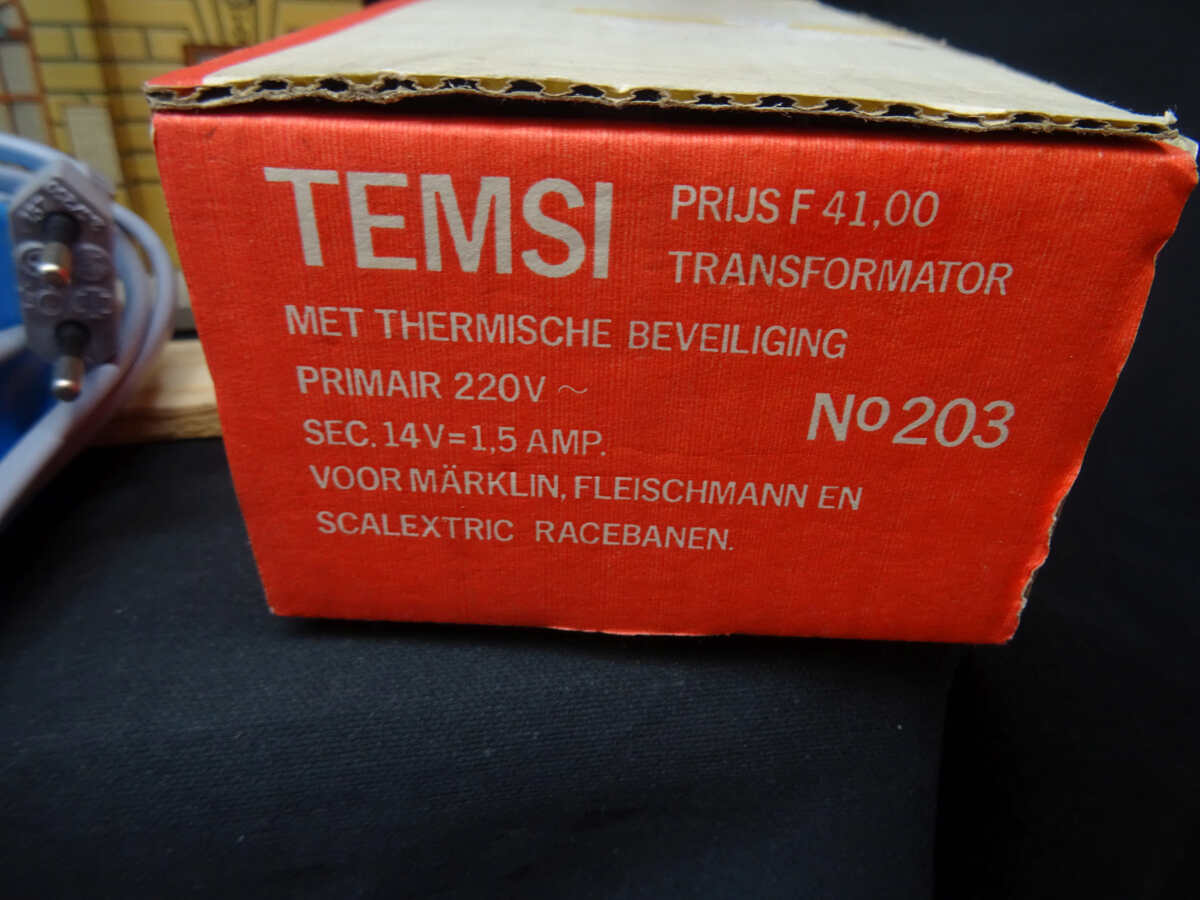 TEMSI
PRIJS F 41,00
TRANSFORMATOR
MET THERMISCHE BEVEILIGING
PRIMAIR 220V ~
SEC. 14V=1,5 AMP.
No 203
VOOR MÄRKLIN, FLEISCHMANN EN
SCALEXTRIC RACEBANEN.